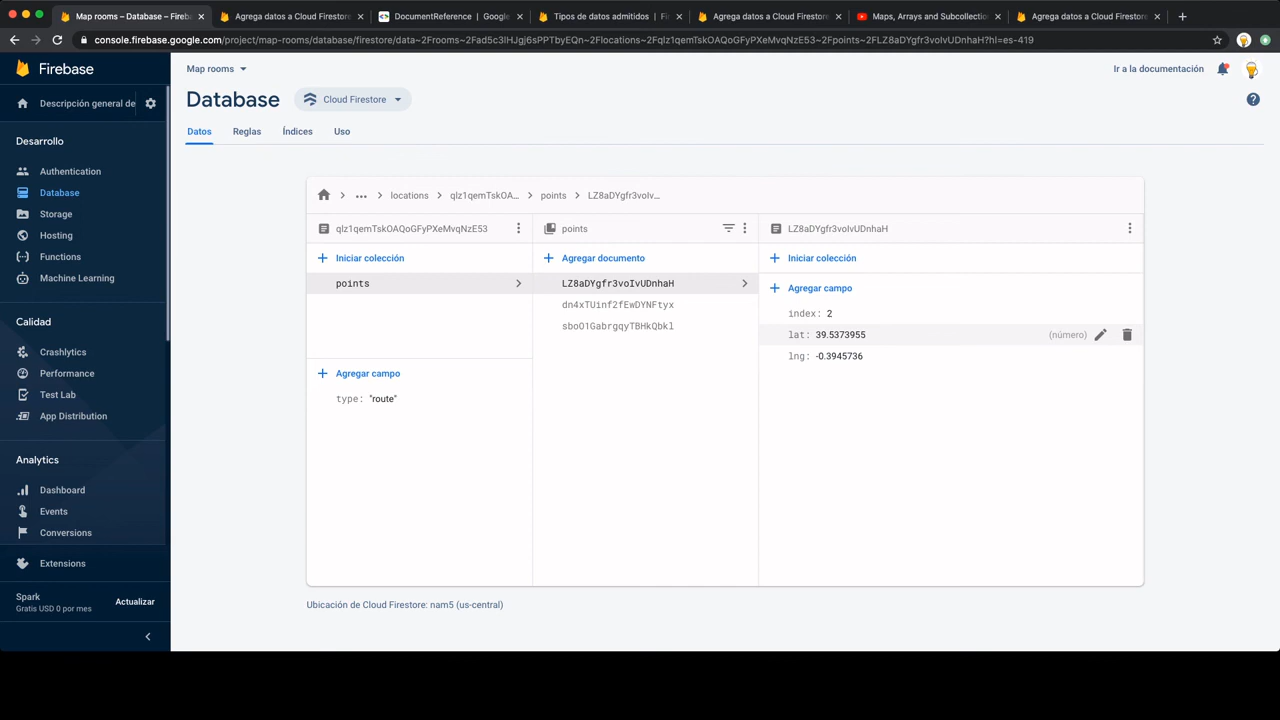 Map rooms – Database – Fireb
Agrega datos a Cloud Firestore
DocumentReference | Google
Tipos de datos admitidos | Fi
Agrega datos a Cloud Firestore
Maps, Arrays and Subcollectio
Agrega datos a Cloud Firestore
console.firebase.google.com/project/map-rooms/database/firestore/data~2Frooms~2Fad5c3lHJgj6sPPTbyEQn~2Flocations~2Fqlz1qemTskOAQoGFyPXeMvqNzE53~2Fpoints~2FLZ8aDYgfr3voIvUDnhaH?hl=es-419
Firebase
Descripción general de
Desarrollo
Authentication
Database
Storage
Hosting
Functions
Machine Learning
Calidad
Crashlytics
Performance
Test Lab
App Distribution
Analytics
Dashboard
Events
Conversions
Extensions
Spark
Gratis USD 0 por mes
Actualizar
Map rooms
Ir a la documentación
Database
Cloud Firestore
Datos
Reglas
Índices
Uso
... locations qlz1qemTskOA... points LZ8aDYgfr3voIv...
qlz1qemTskOAQoGFyPXeMvqNzE53
Iniciar colección
points
Agregar campo
type: "route"
points
Agregar documento
LZ8aDYgfr3voIvUDnhaH
dn4xTUinf2fEwDYNFtyx
sboO1GabrgqyTBHkQbkl
LZ8aDYgfr3voIvUDnhaH
Iniciar colección
Agregar campo
index: 2
lat: 39.5373955 (número)
lng: -0.3945736
Ubicación de Cloud Firestore: nam5 (us-central)